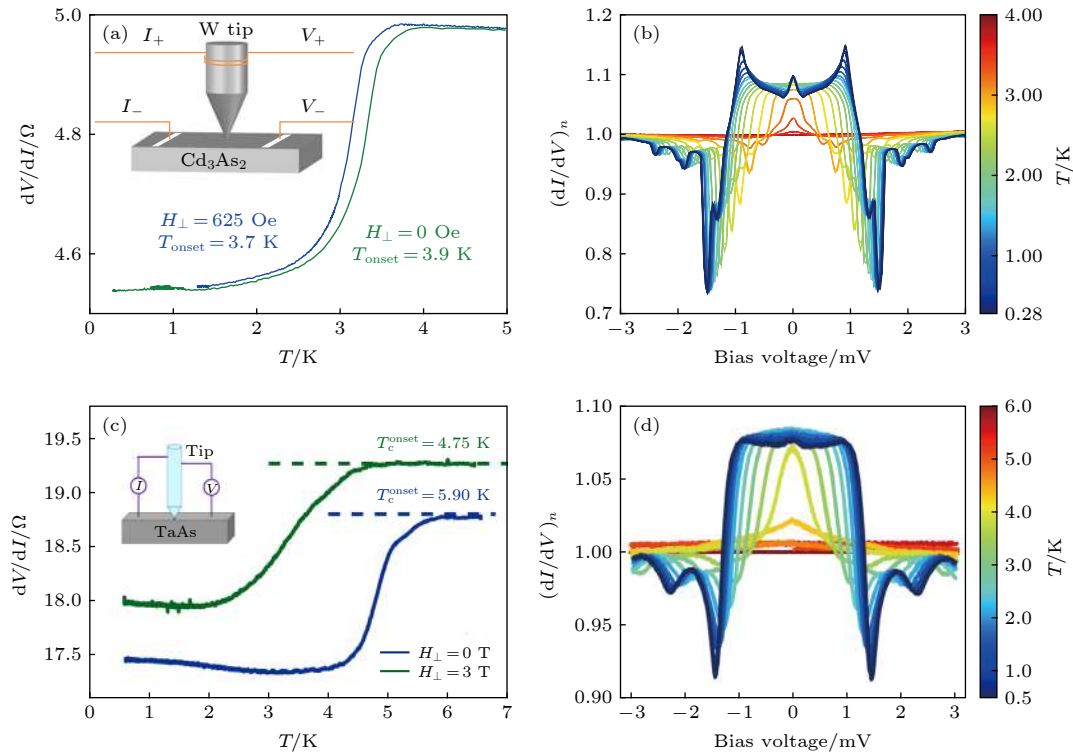 (a)
W tip
I+
V+
I−
V−
Cd3As2
H⊥ = 625 Oe
Tonset = 3.7 K
H⊥ = 0 Oe
Tonset = 3.9 K
dV/dI/Ω
5.0
4.8
4.6
0 1 2 3 4 5
T/K
(b)
(dI/dV)n
1.1
1.0
0.9
0.8
0.7
−3 −2 −1 0 1 2 3
Bias voltage/mV
4.00
3.00
2.00
1.00
0.28
T/K
(c)
Tip
I
V
TaAs
Tc^onset = 4.75 K
Tc^onset = 5.90 K
H⊥ = 0 T
H⊥ = 3 T
dV/dI/Ω
19.5
19.0
18.5
18.0
17.5
0 1 2 3 4 5 6 7
T/K
(d)
(dI/dV)n
1.10
1.05
1.00
0.95
0.90
−3 −2 −1 0 1 2 3
Bias voltage/mV
6.0
5.0
4.0
3.0
2.0
1.0
0.5
T/K